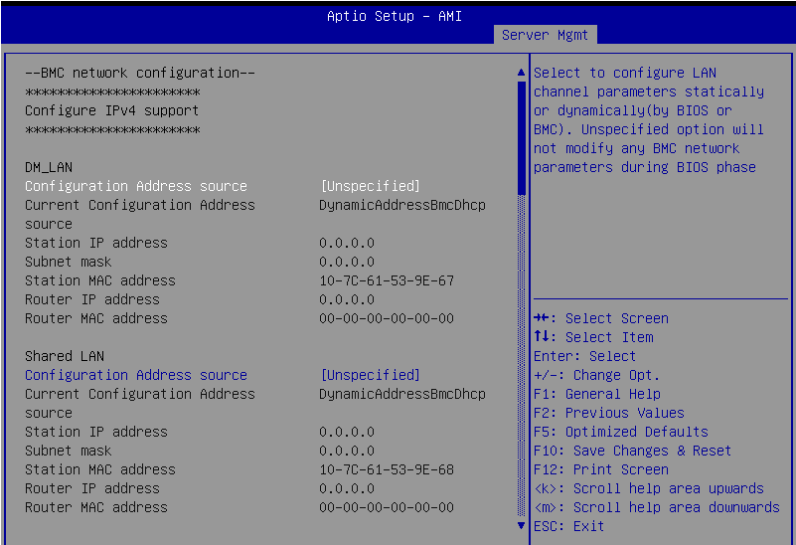 Aptio Setup – AMI
Server Mgmt
--BMC network configuration--
************************
Configure IPv4 support
************************
DM_LAN
Configuration Address source [Unspecified]
Current Configuration Address DynamicAddressBmcDhcp
source
Station IP address 0.0.0.0
Subnet mask 0.0.0.0
Station MAC address 10-7C-61-53-9E-67
Router IP address 0.0.0.0
Router MAC address 00-00-00-00-00-00
Shared LAN
Configuration Address source [Unspecified]
Current Configuration Address DynamicAddressBmcDhcp
source
Station IP address 0.0.0.0
Subnet mask 0.0.0.0
Station MAC address 10-7C-61-53-9E-68
Router IP address 0.0.0.0
Router MAC address 00-00-00-00-00-00
Select to configure LAN
channel parameters statically
or dynamically(by BIOS or
BMC). Unspecified option will
not modify any BMC network
parameters during BIOS phase
→←: Select Screen
↑↓: Select Item
Enter: Select
+/-: Change Opt.
F1: General Help
F2: Previous Values
F5: Optimized Defaults
F10: Save Changes & Reset
F12: Print Screen
<k>: Scroll help area upwards
<m>: Scroll help area downwards
ESC: Exit